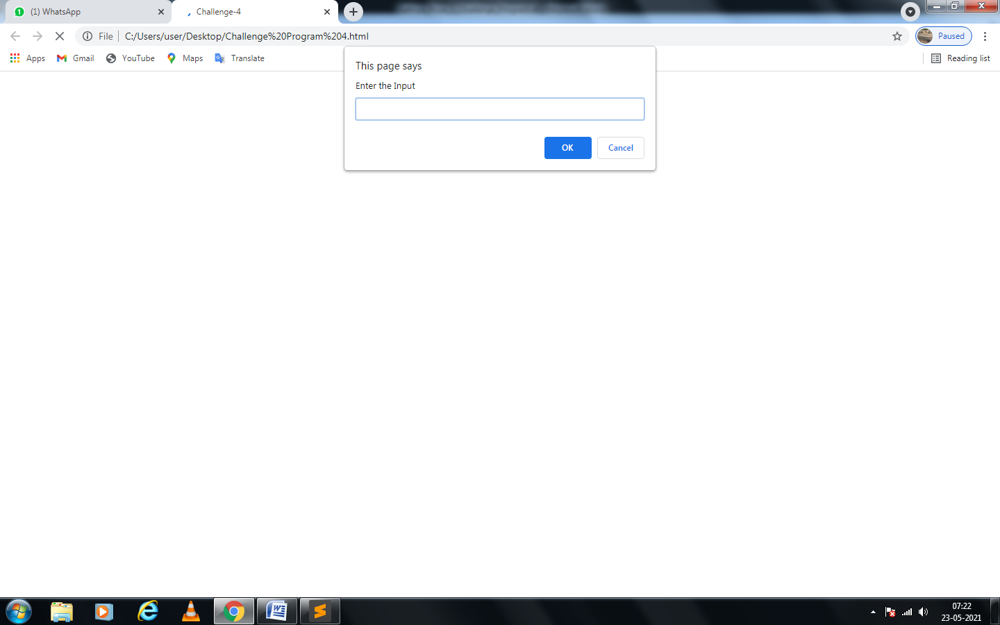 (1) WhatsApp
Challenge-4
File
C:/Users/user/Desktop/Challenge%20Program%204.html
Paused
Apps
Gmail
YouTube
Maps
Translate
Reading list
This page says
Enter the Input
OK
Cancel
07:22
23-05-2021